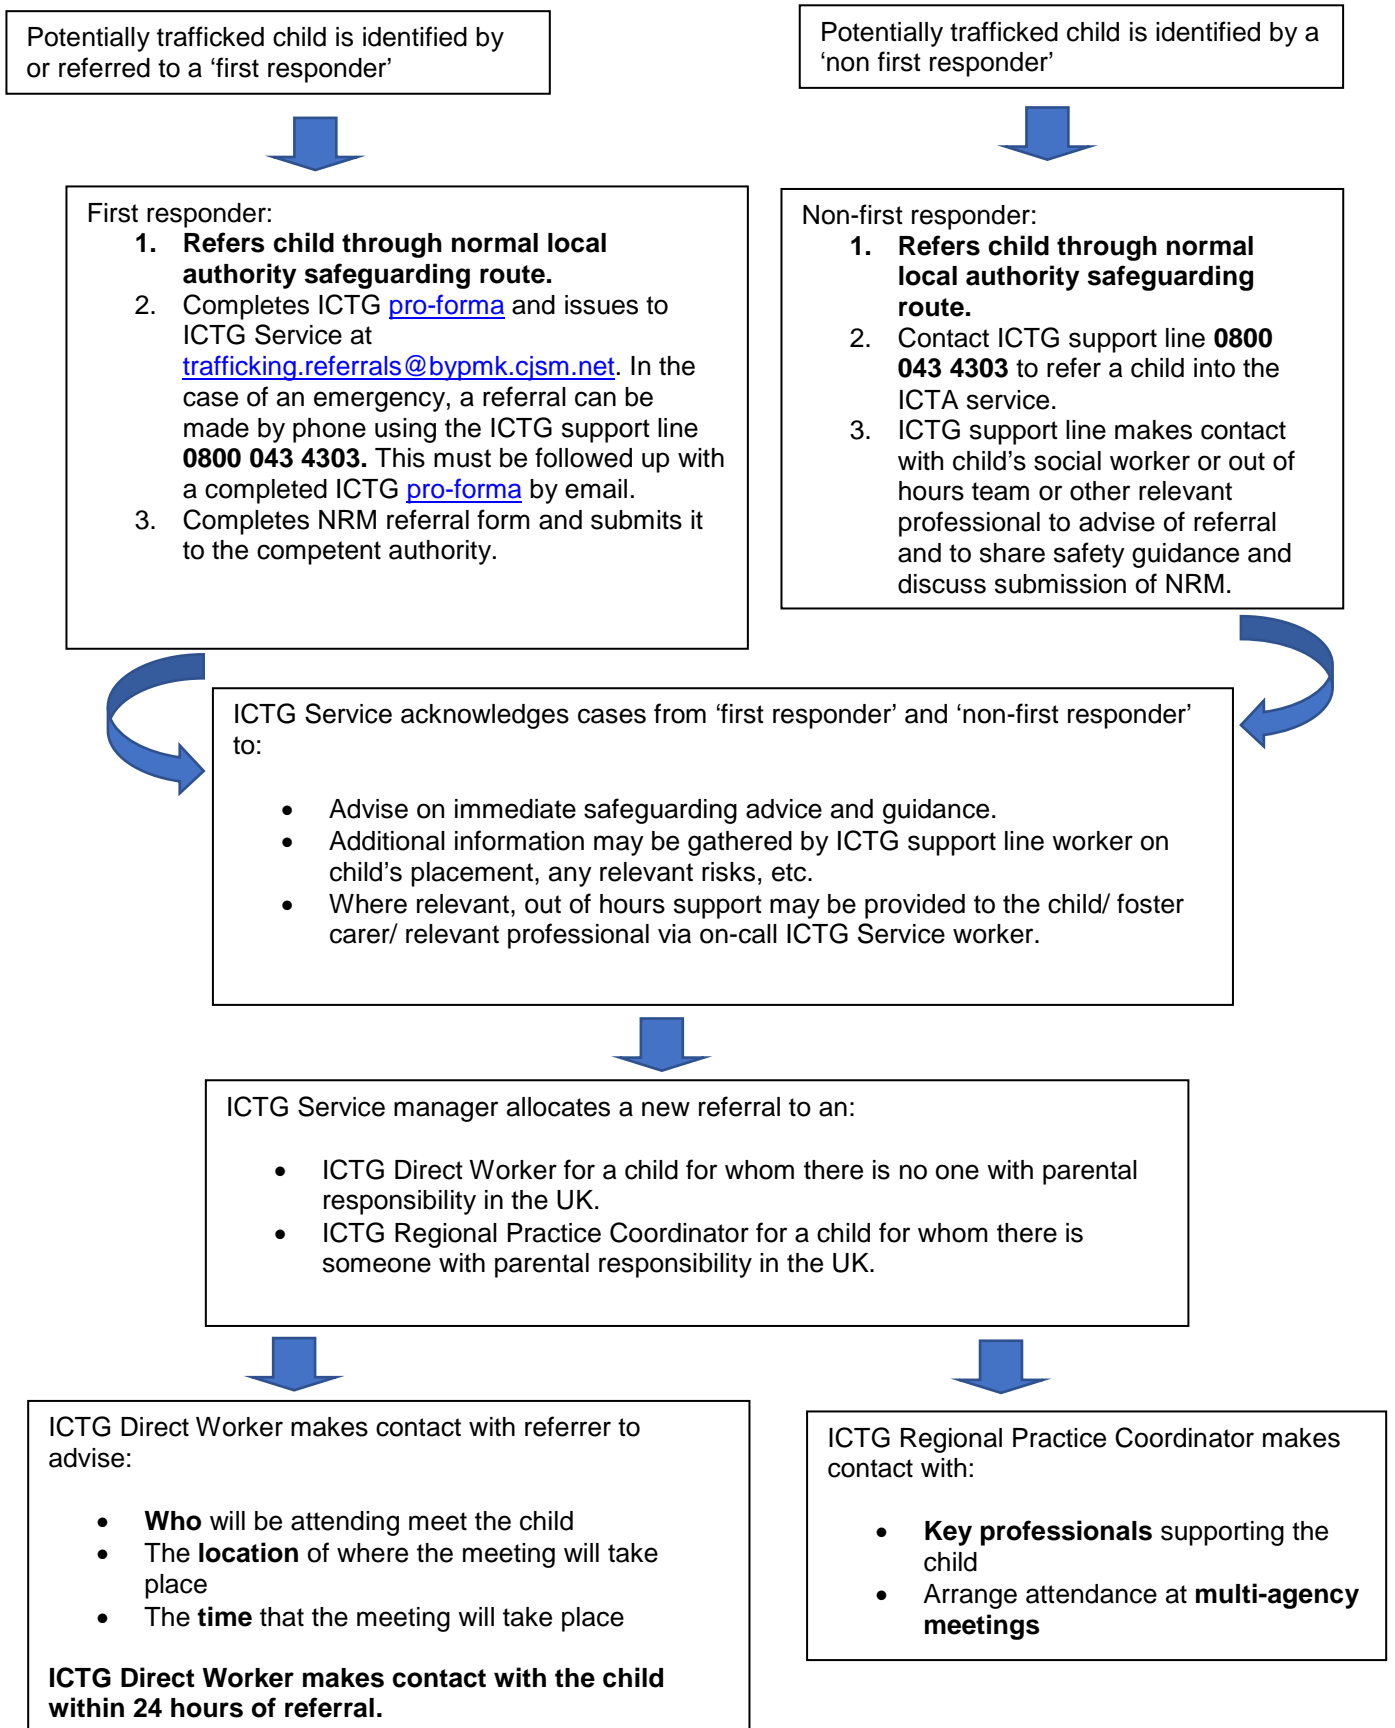 Potentially trafficked child is identified by
or referred to a ‘first responder’
Potentially trafficked child is identified by a
‘non first responder’
First responder:
1. Refers child through normal local
authority safeguarding route.
2. Completes ICTG pro-forma and issues to
ICTG Service at
trafficking.referrals@bypmk.cjsm.net. In the
case of an emergency, a referral can be
made by phone using the ICTG support line
0800 043 4303. This must be followed up with
a completed ICTG pro-forma by email.
3. Completes NRM referral form and submits it
to the competent authority.
Non-first responder:
1. Refers child through normal
local authority safeguarding
route.
2. Contact ICTG support line 0800
043 4303 to refer a child into the
ICTA service.
3. ICTG support line makes contact
with child’s social worker or out of
hours team or other relevant
professional to advise of referral
and to share safety guidance and
discuss submission of NRM.
ICTG Service acknowledges cases from ‘first responder’ and ‘non-first responder’
to:
• Advise on immediate safeguarding advice and guidance.
• Additional information may be gathered by ICTG support line worker on
child’s placement, any relevant risks, etc.
• Where relevant, out of hours support may be provided to the child/ foster
carer/ relevant professional via on-call ICTG Service worker.
ICTG Service manager allocates a new referral to an:
• ICTG Direct Worker for a child for whom there is no one with parental
responsibility in the UK.
• ICTG Regional Practice Coordinator for a child for whom there is
someone with parental responsibility in the UK.
ICTG Direct Worker makes contact with referrer to
advise:
• Who will be attending meet the child
• The location of where the meeting will take
place
• The time that the meeting will take place
ICTG Direct Worker makes contact with the child
within 24 hours of referral.
ICTG Regional Practice Coordinator makes
contact with:
• Key professionals supporting the
child
• Arrange attendance at multi-agency
meetings